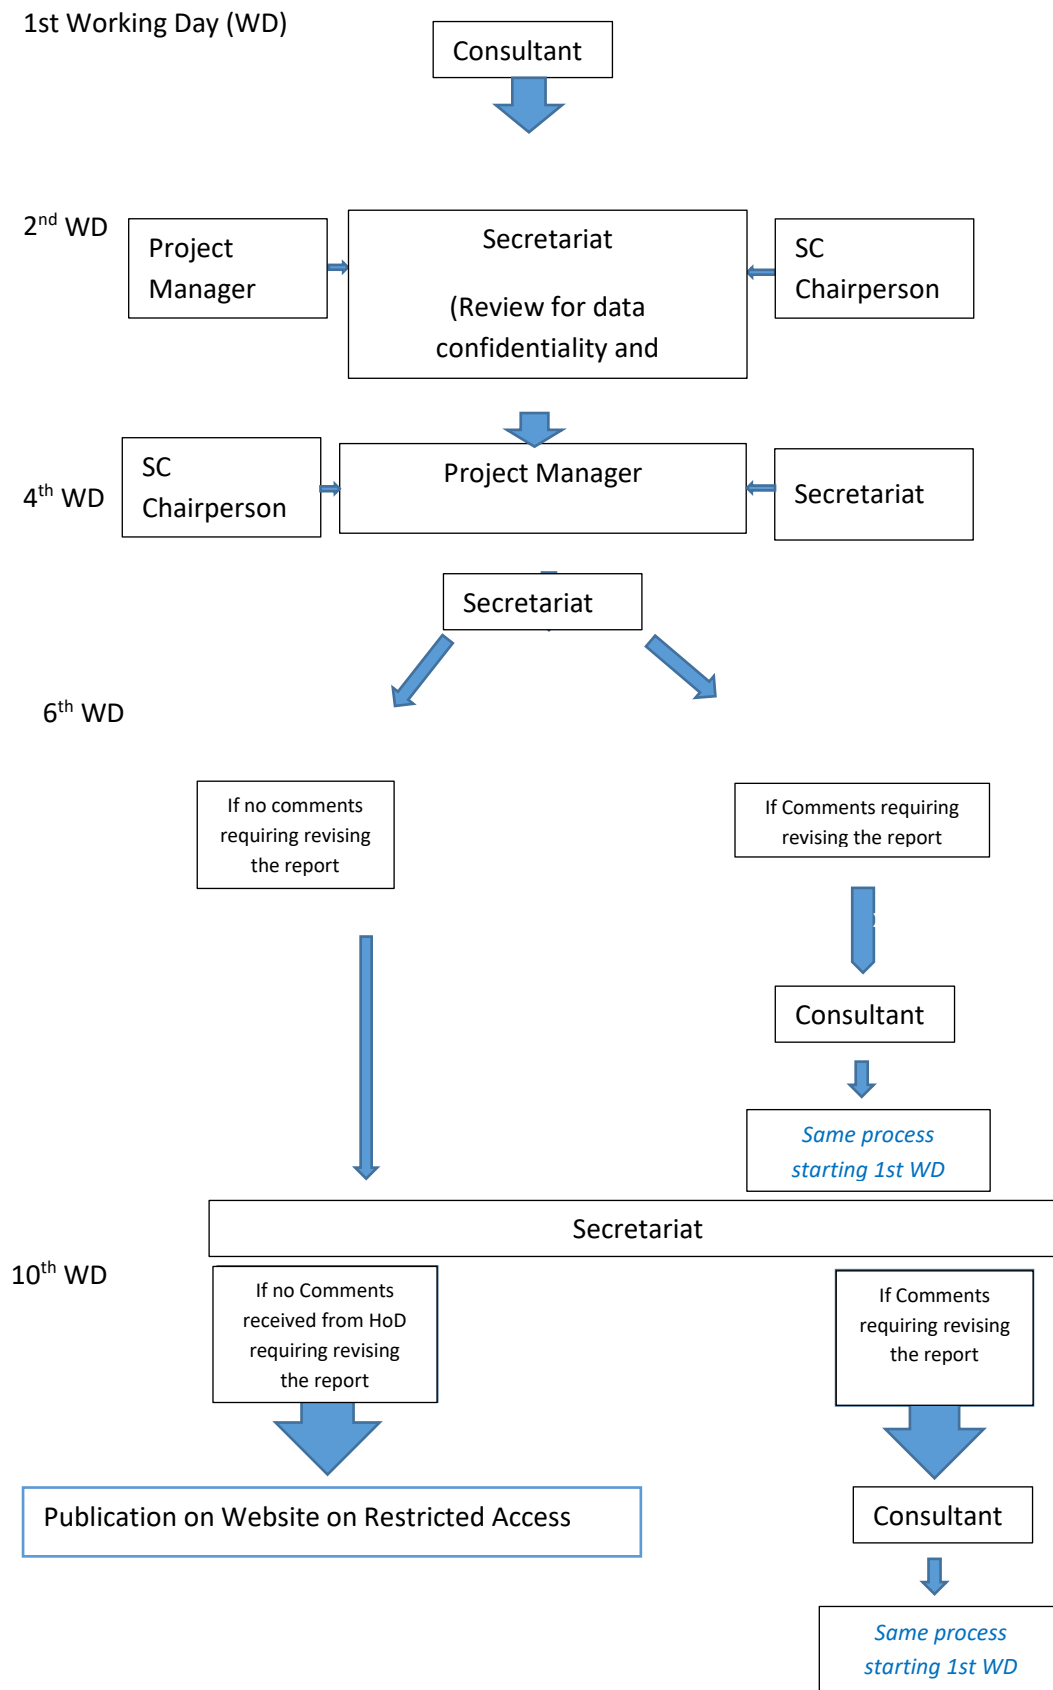 1st Working Day (WD)
Consultant
2nd WD
Project
Manager
Secretariat
(Review for data
confidentiality and
SC
Chairperson
4th WD
SC
Chairperson
Project Manager
Secretariat
Secretariat
6th WD
If no comments
requiring revising
the report
If Comments requiring
revising the report
Consultant
Same process
starting 1st WD
Secretariat
10th WD
If no Comments
received from HoD
requiring revising
the report
If Comments
requiring revising
the report
Publication on Website on Restricted Access
Consultant
Same process
starting 1st WD